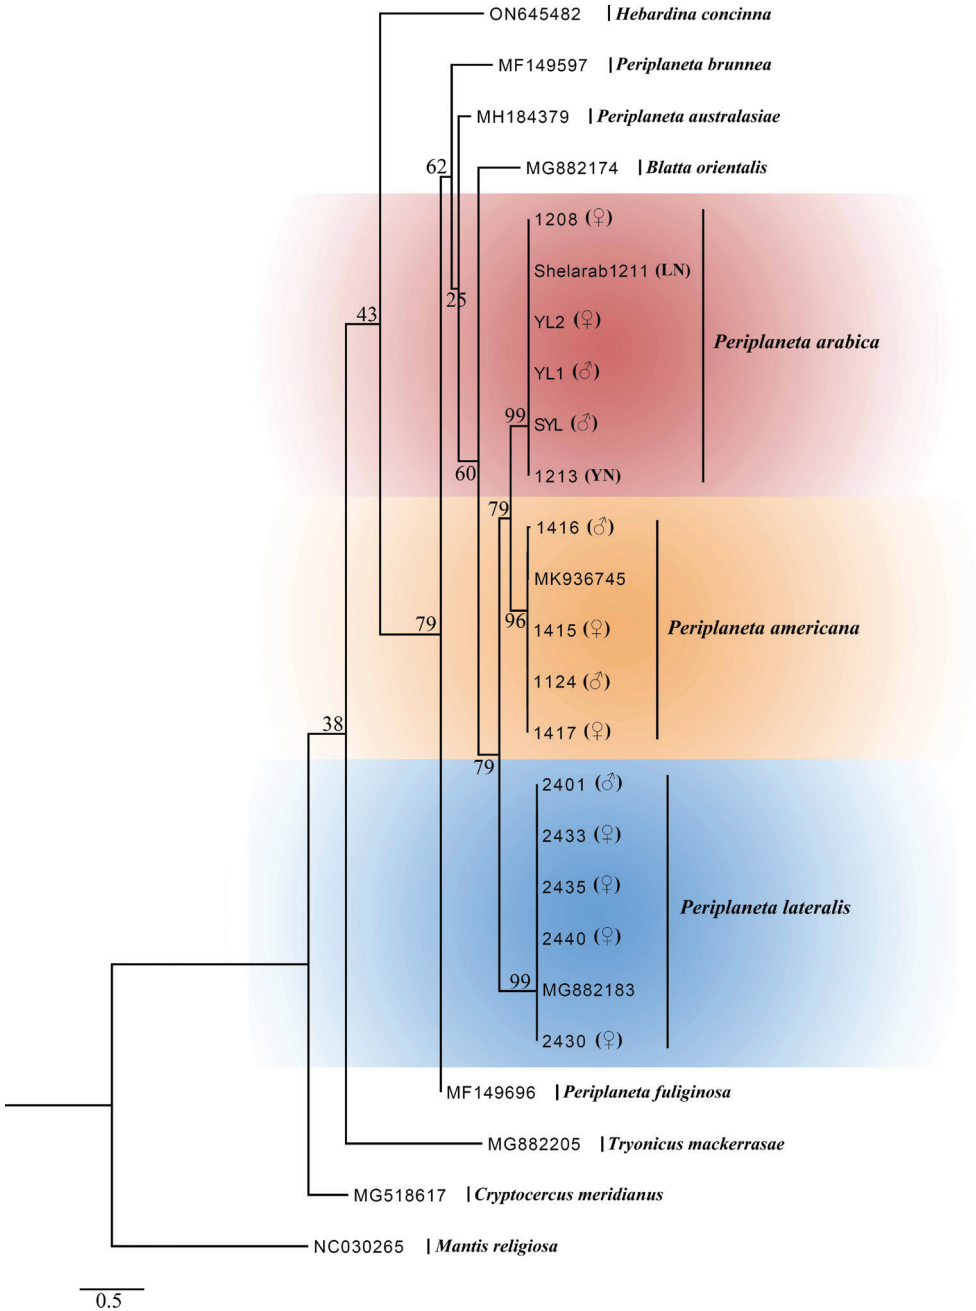 ON645482 Hebardina concinna
MF149597 Periplaneta brunnea
MH184379 Periplaneta australasiae
62 MG882174 Blatta orientalis
1208 (♀)
Shelarab1211 (LN)
25
43 YL2 (♀)
Periplaneta arabica
YL1 (♂)
99 SYL (♂)
60 1213 (YN)
79
1416 (♂)
MK936745
79 96 1415 (♀) Periplaneta americana
1124 (♂)
38 1417 (♀)
79
2401 (♂)
2433 (♀)
2435 (♀)
Periplaneta lateralis
2440 (♀)
99 MG882183
2430 (♀)
MF149696 Periplaneta fuliginosa
MG882205 Tryonicus mackerrasae
MG518617 Cryptocercus meridianus
NC030265 Mantis religiosa
0.5